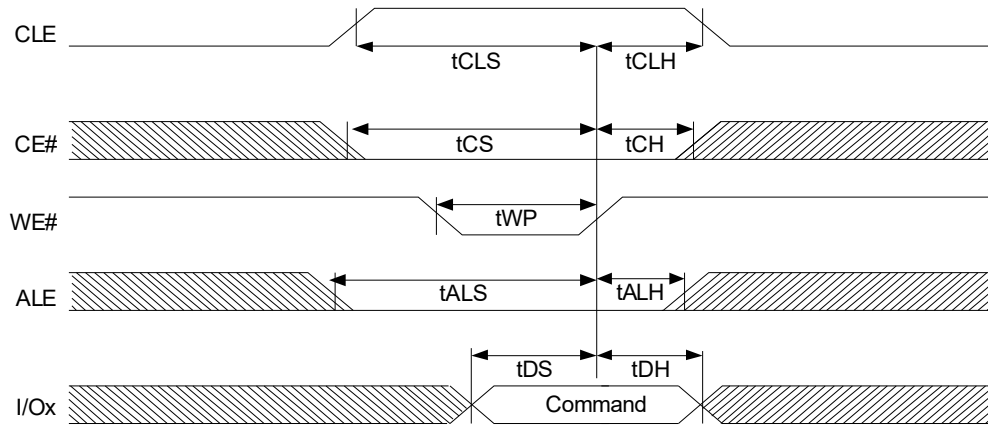 CLE
tCLS tCLH
CE#
tCS tCH
WE#
tWP
ALE
tALS tALH
tDS tDH
I/Ox Command